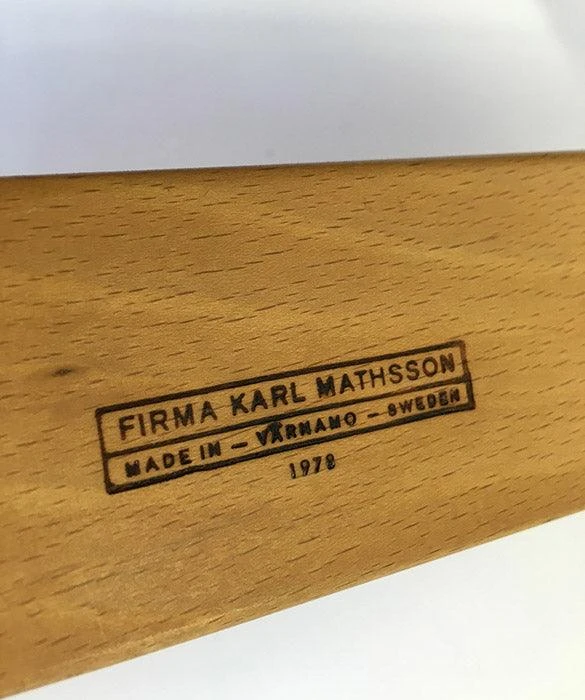 FIRMA KARL MATHSSON
MADE IN – VÄRNAMO – SWEDEN
1978